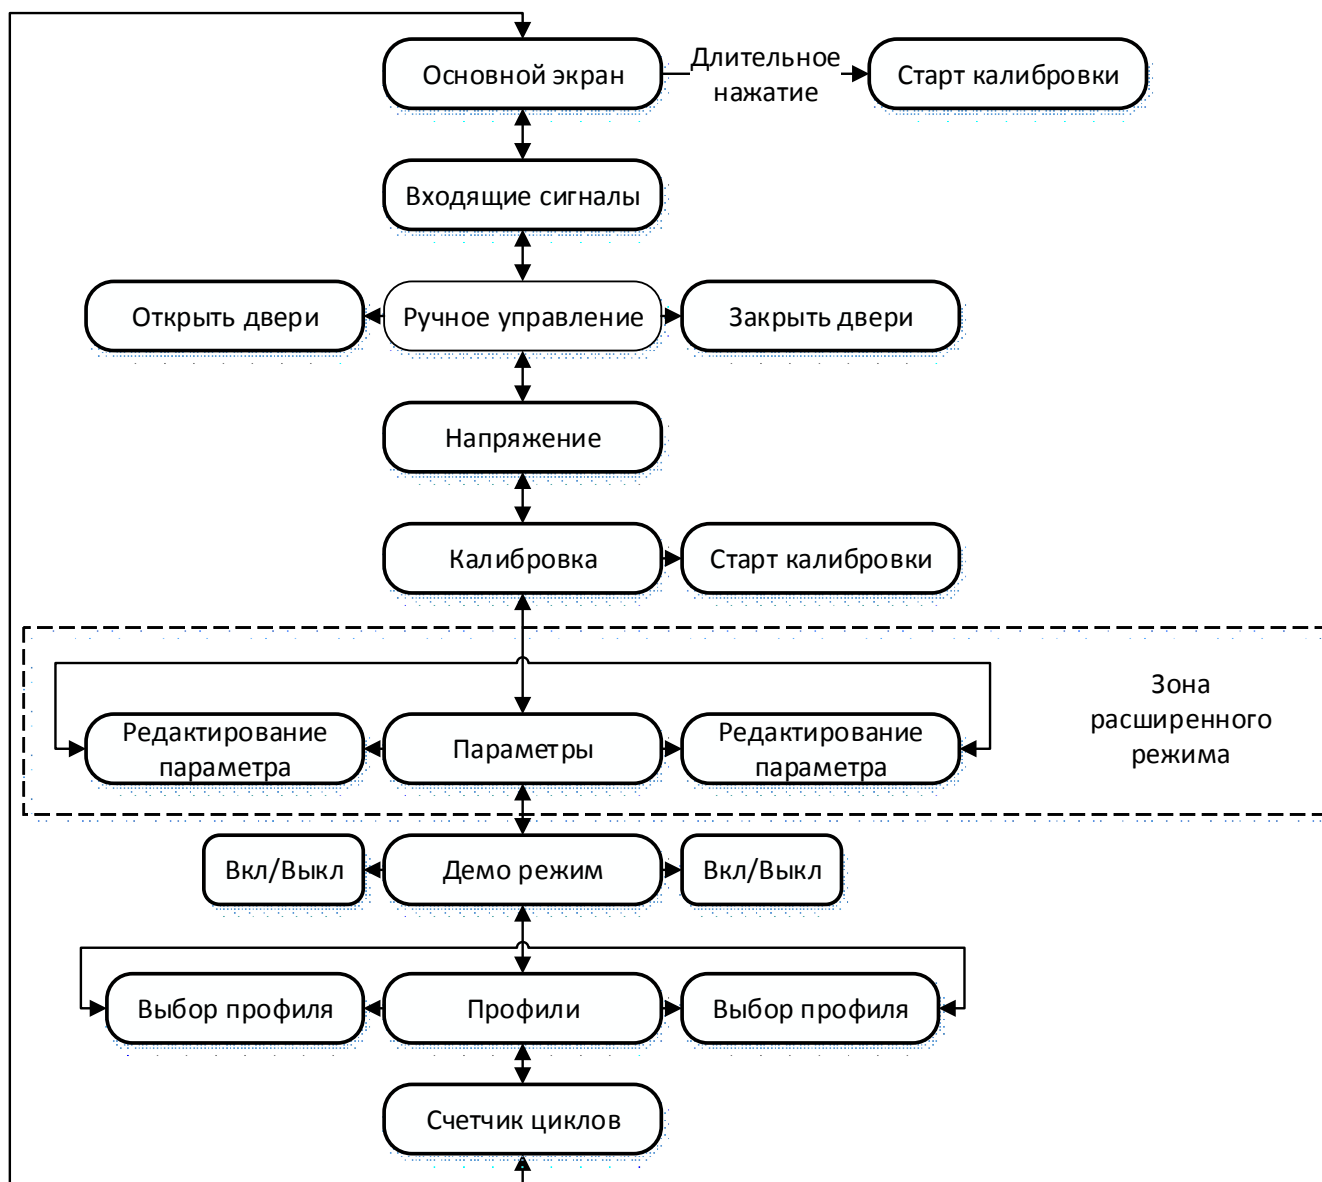 Основной экран
Длительное
нажатие
Старт калибровки
Входящие сигналы
Открыть двери
Ручное управление
Закрыть двери
Напряжение
Калибровка
Старт калибровки
Зона
расширенного
режима
Редактирование
параметра
Параметры
Редактирование
параметра
Вкл/Выкл
Демо режим
Вкл/Выкл
Выбор профиля
Профили
Выбор профиля
Счетчик циклов